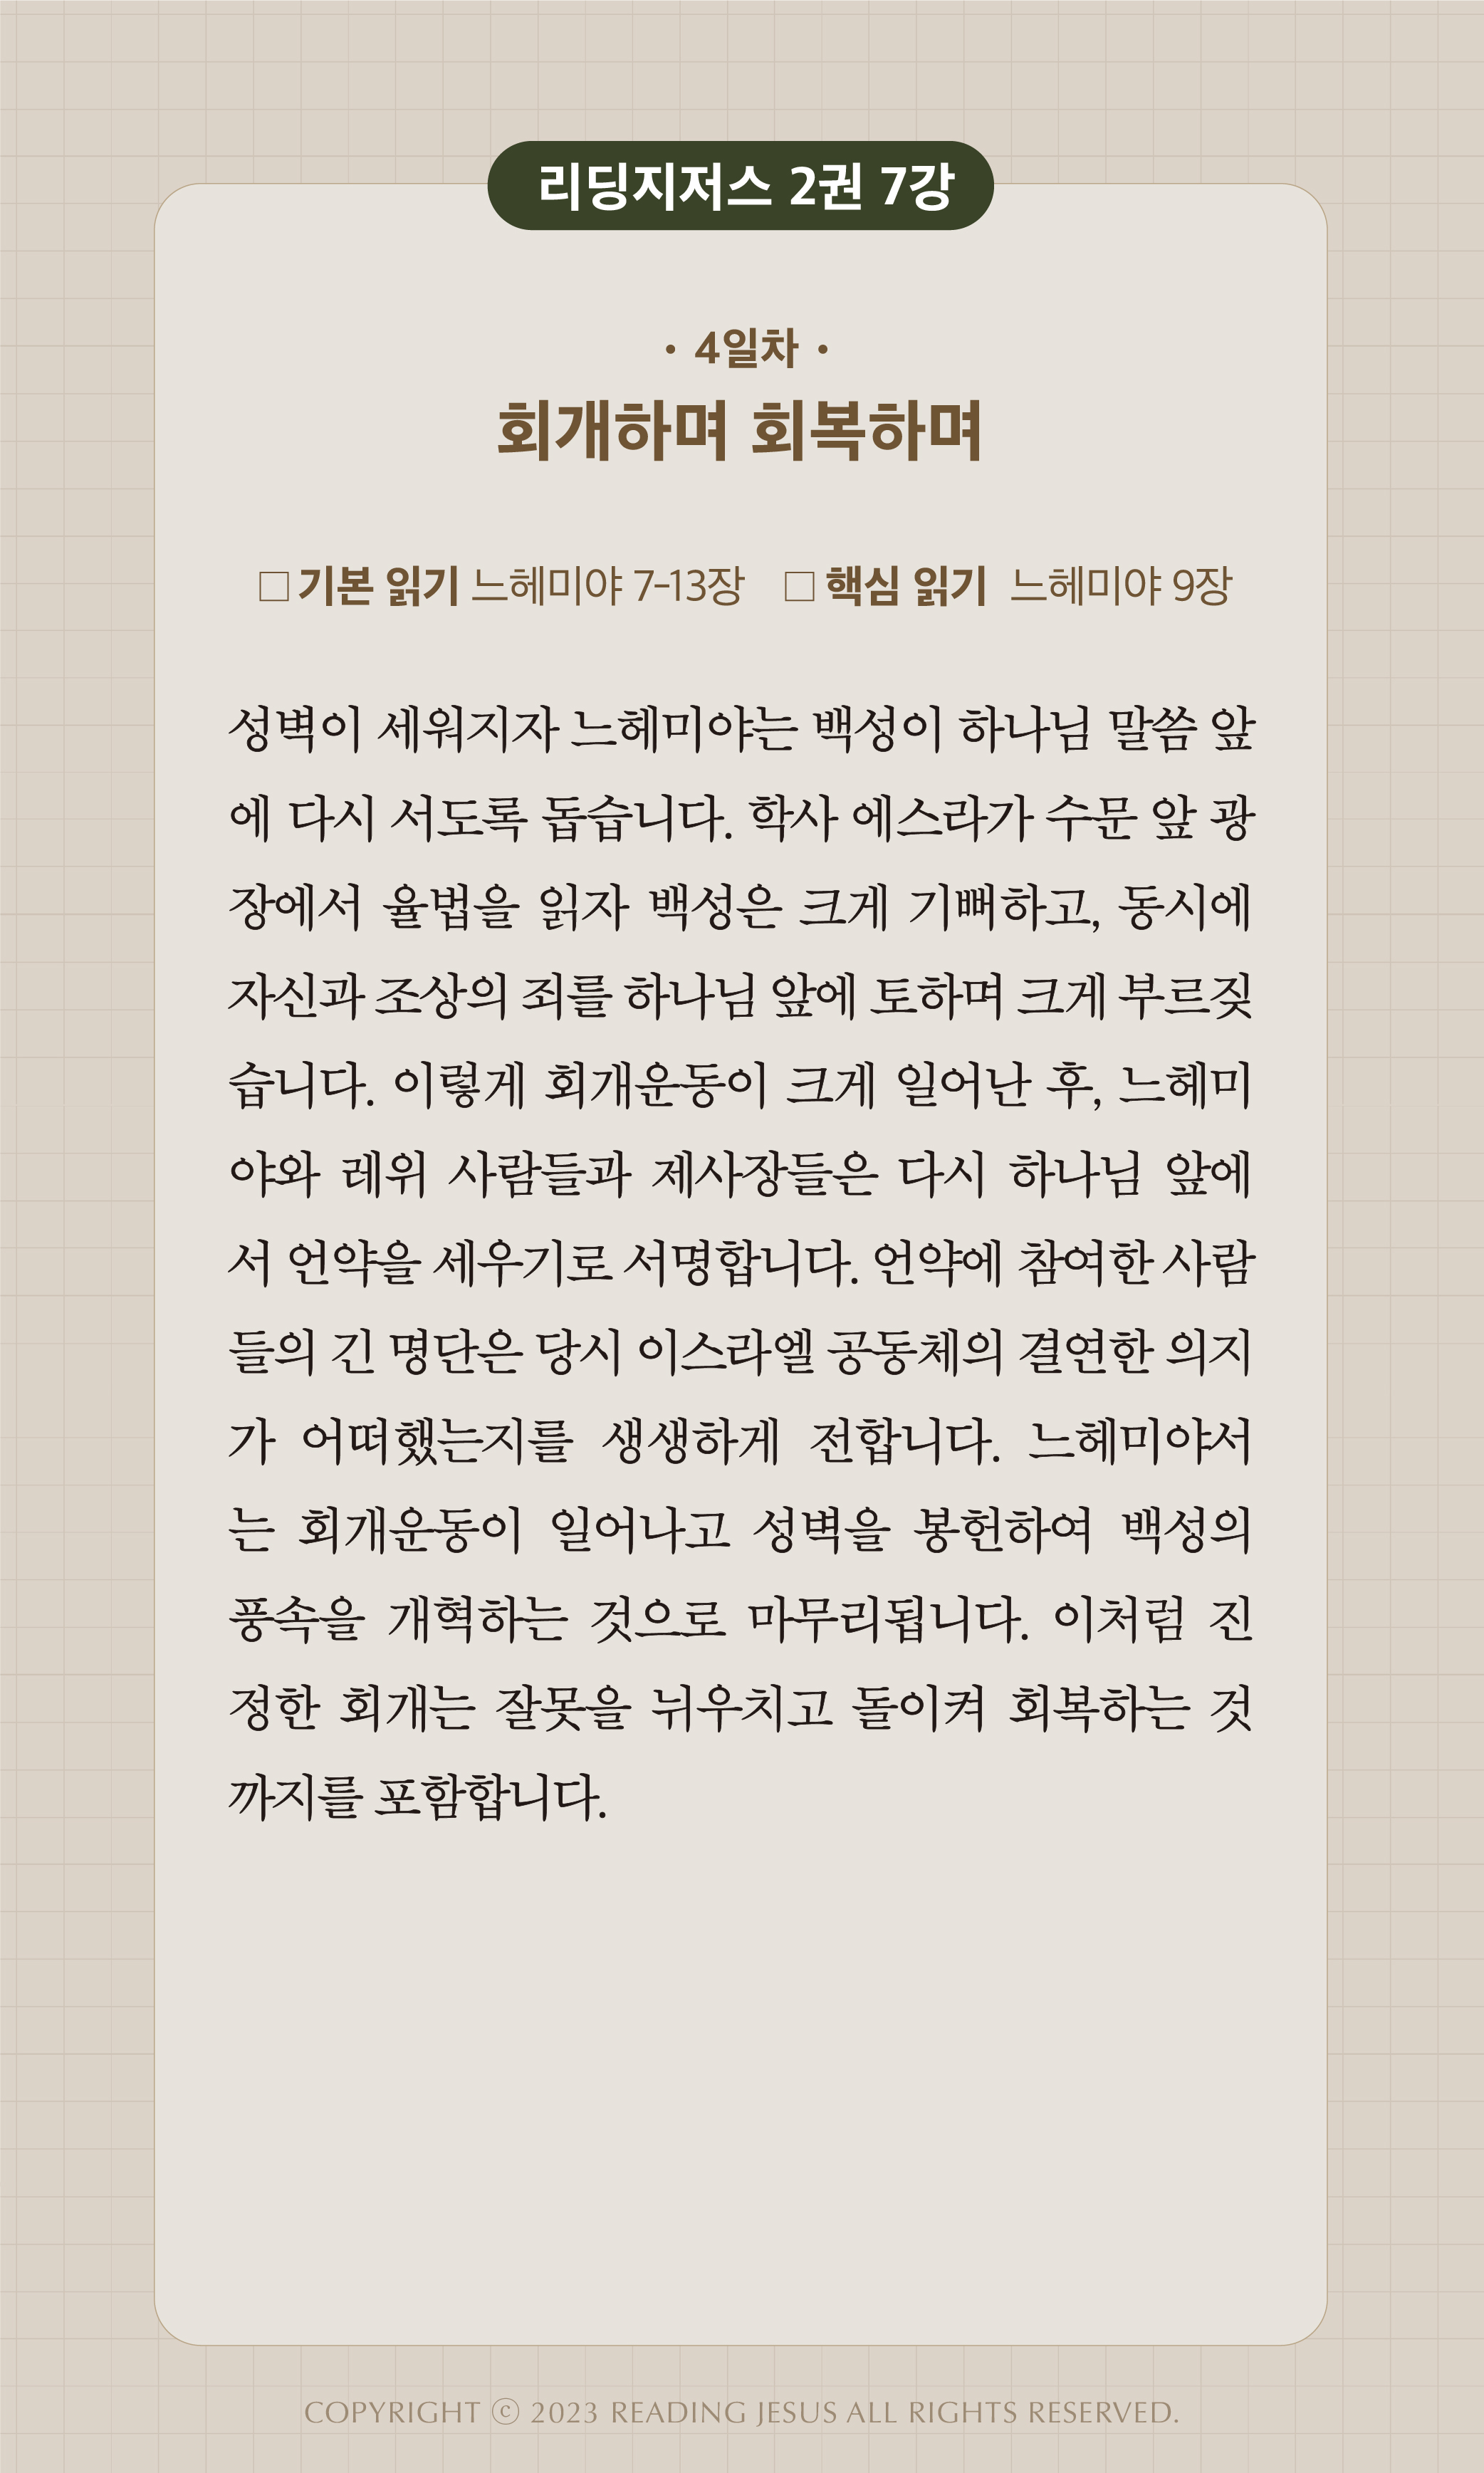 리딩지저스 2권 7강
· 4일차 ·
회개하며 회복하며
□ 기본 읽기 느헤미야 7-13장 □ 핵심 읽기 느헤미야 9장
성벽이 세워지자 느헤미야는 백성이 하나님 말씀 앞
에 다시 서도록 돕습니다. 학사 에스라가 수문 앞 광
장에서 율법을 읽자 백성은 크게 기뻐하고, 동시에
자신과 조상의 죄를 하나님 앞에 토하며 크게 부르짖
습니다. 이렇게 회개운동이 크게 일어난 후, 느헤미
야와 레위 사람들과 제사장들은 다시 하나님 앞에
서 언약을 세우기로 서명합니다. 언약에 참여한 사람
들의 긴 명단은 당시 이스라엘 공동체의 결연한 의지
가 어떠했는지를 생생하게 전합니다. 느헤미야서
는 회개운동이 일어나고 성벽을 봉헌하여 백성의
풍속을 개혁하는 것으로 마무리됩니다. 이처럼 진
정한 회개는 잘못을 뉘우치고 돌이켜 회복하는 것
까지를 포함합니다.
COPYRIGHT ⓒ 2023 READING JESUS ALL RIGHTS RESERVED.